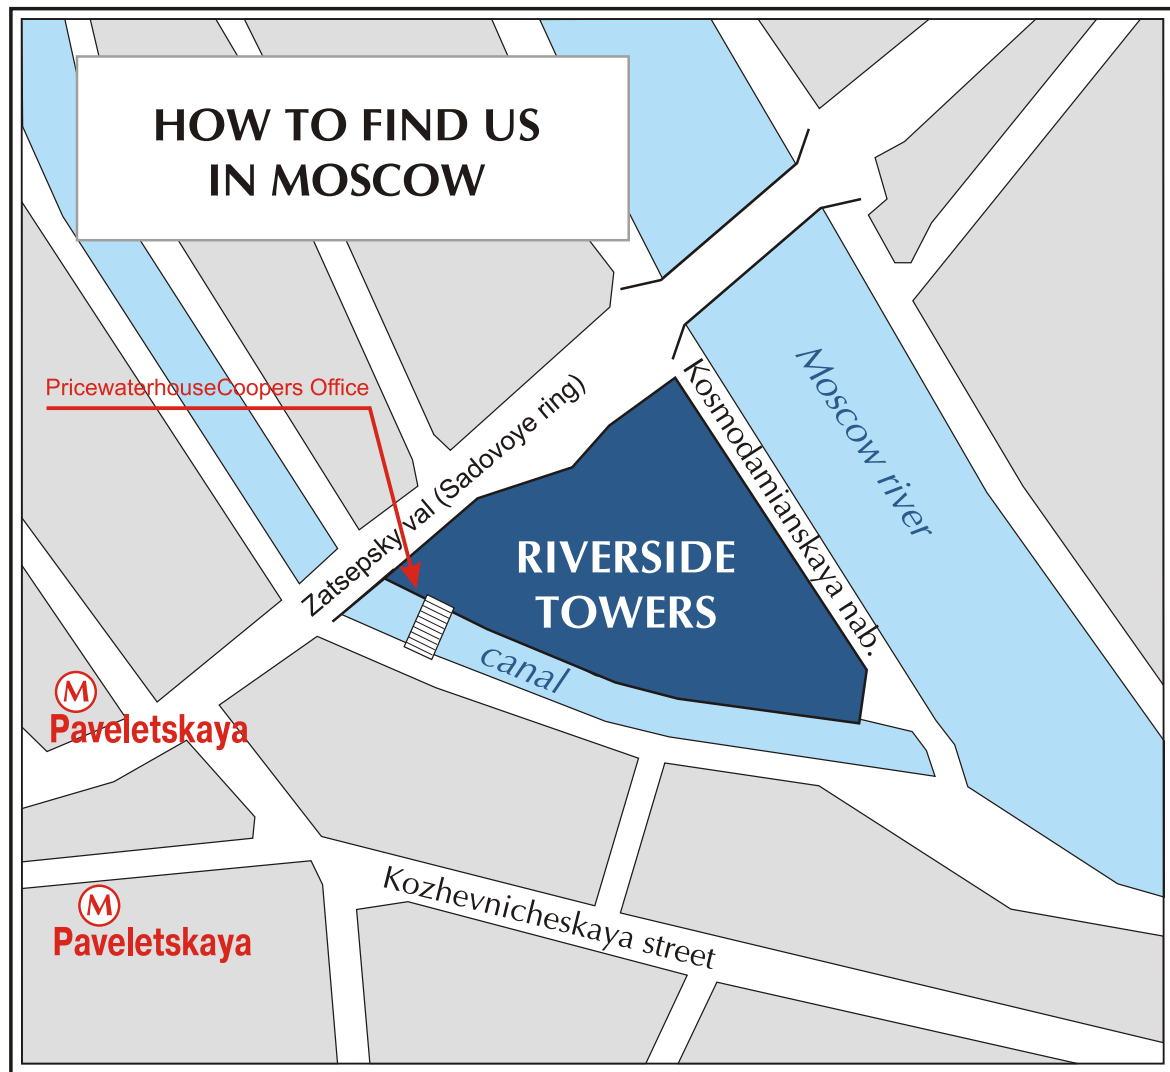 HOW TO FIND US
IN MOSCOW
PricewaterhouseCoopers Office
Zatsepsky val (Sadovoye ring)
Kosmodamianskaya nab.
Moscow river
RIVERSIDE
TOWERS
canal
M
Paveletskaya
Kozhevnicheskaya street
M
Paveletskaya